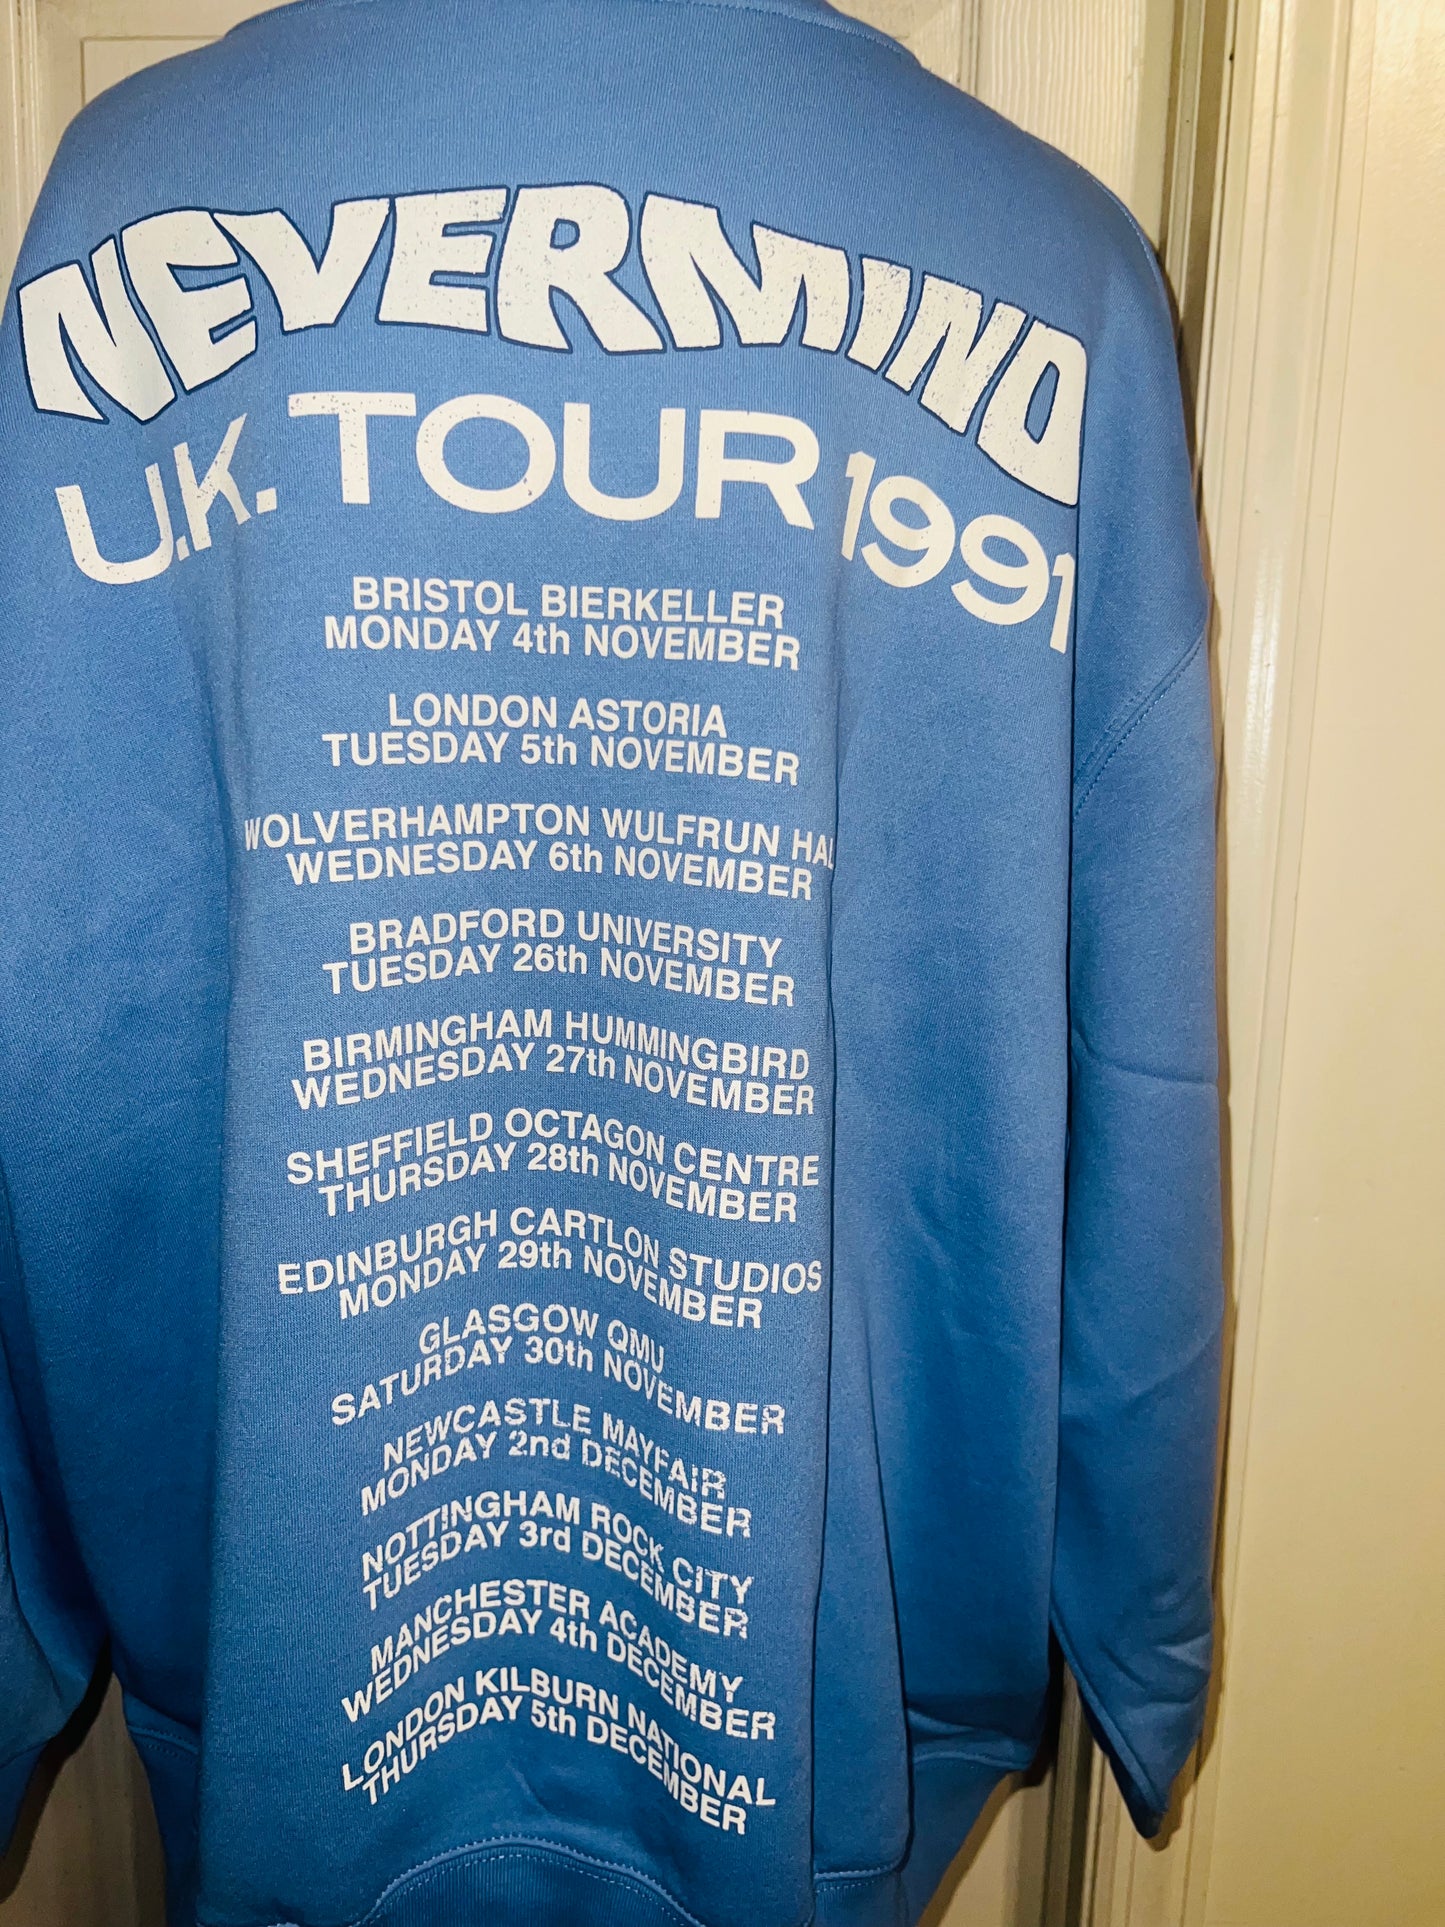 NEVERMIND
U.K. TOUR 1991
BRISTOL BIERKELLER
MONDAY 4th NOVEMBER
LONDON ASTORIA
TUESDAY 5th NOVEMBER
WOLVERHAMPTON WULFRUN HAL
WEDNESDAY 6th NOVEMBER
BRADFORD UNIVERSITY
TUESDAY 26th NOVEMBER
BIRMINGHAM HUMMINGBIRD
WEDNESDAY 27th NOVEMBER
SHEFFIELD OCTAGON CENTRE
THURSDAY 28th NOVEMBER
EDINBURGH CARTLON STUDIOS
MONDAY 29th NOVEMBER
GLASGOW QMU
SATURDAY 30th NOVEMBER
NEWCASTLE MAYFAIR
MONDAY 2nd DECEMBER
NOTTINGHAM ROCK CITY
TUESDAY 3rd DECEMBER
MANCHESTER ACADEMY
WEDNESDAY 4th DECEMBER
LONDON KILBURN NATIONAL
THURSDAY 5th DECEMBER